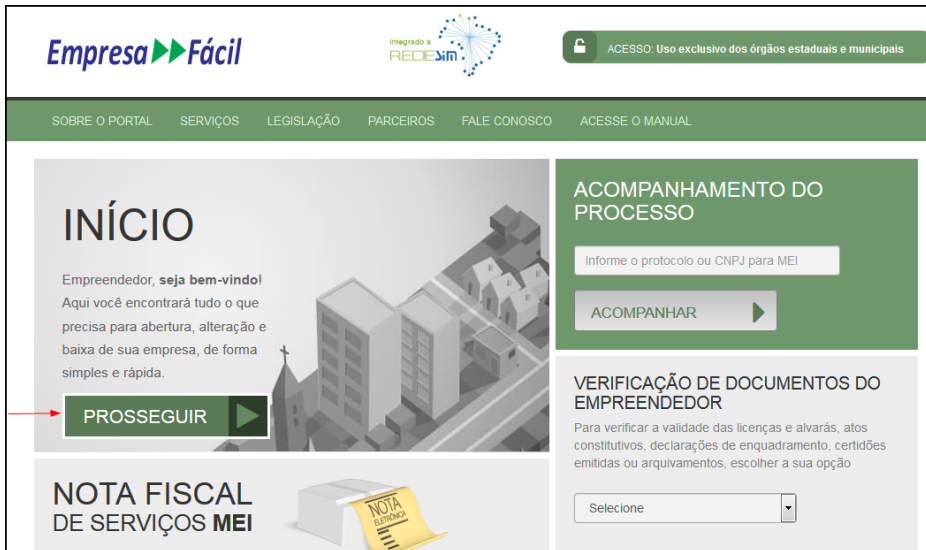 Empresa Fácil
Integrado a
REDESIM
ACESSO: Uso exclusivo dos órgãos estaduais e municipais
SOBRE O PORTAL SERVIÇOS LEGISLAÇÃO PARCEIROS FALE CONOSCO ACESSE O MANUAL
INÍCIO
Empreendedor, seja bem-vindo!
Aqui você encontrará tudo o que
precisa para abertura, alteração e
baixa de sua empresa, de forma
simples e rápida.
PROSSEGUIR
NOTA FISCAL
DE SERVIÇOS MEI
NOTA
ELETRÔNICA
ACOMPANHAMENTO DO
PROCESSO
Informe o protocolo ou CNPJ para MEI
ACOMPANHAR
VERIFICAÇÃO DE DOCUMENTOS DO
EMPREENDEDOR
Para verificar a validade das licenças e alvarás, atos
constitutivos, declarações de enquadramento, certidões
emitidas ou arquivamentos, escolher a sua opção
Selecione